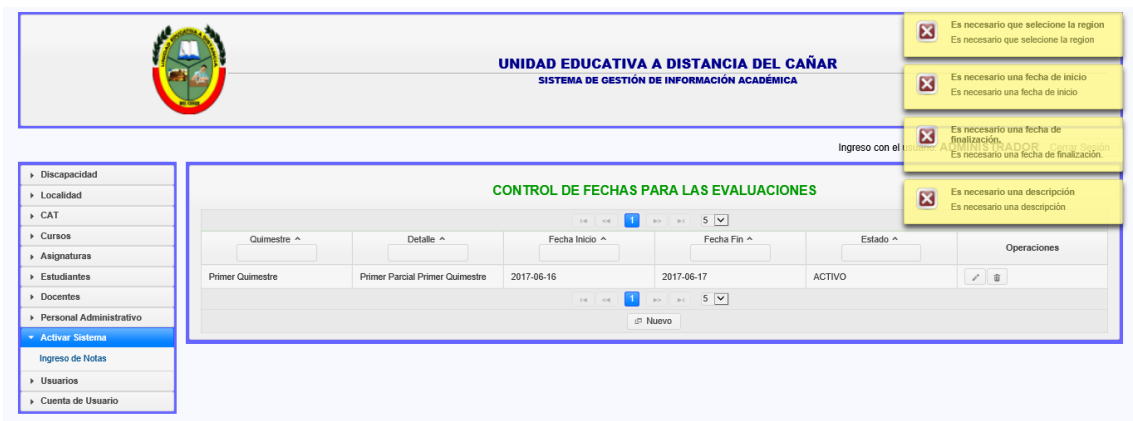 UNIDAD EDUCATIVA A DISTANCIA DEL CAÑAR
SISTEMA DE GESTIÓN DE INFORMACIÓN ACADÉMICA
Es necesario que selecione la region
Es necesario que selecione la region
Es necesario una fecha de inicio
Es necesario una fecha de inicio
Es necesario una fecha de
finalización.
Es necesario una fecha de finalización.
Es necesario una descripción
Es necesario una descripción
Ingreso con el usuario: ADMINISTRADOR Cerrar Sesión
Discapacidad
Localidad
CAT
Cursos
Asignaturas
Estudiantes
Docentes
Personal Administrativo
Activar Sistema
Ingreso de Notas
Usuarios
Cuenta de Usuario
CONTROL DE FECHAS PARA LAS EVALUACIONES
1 5
Quimestre Detalle Fecha Inicio Fecha Fin Estado Operaciones
Primer Quimestre Primer Parcial Primer Quimestre 2017-06-16 2017-06-17 ACTIVO
1 5
Nuevo